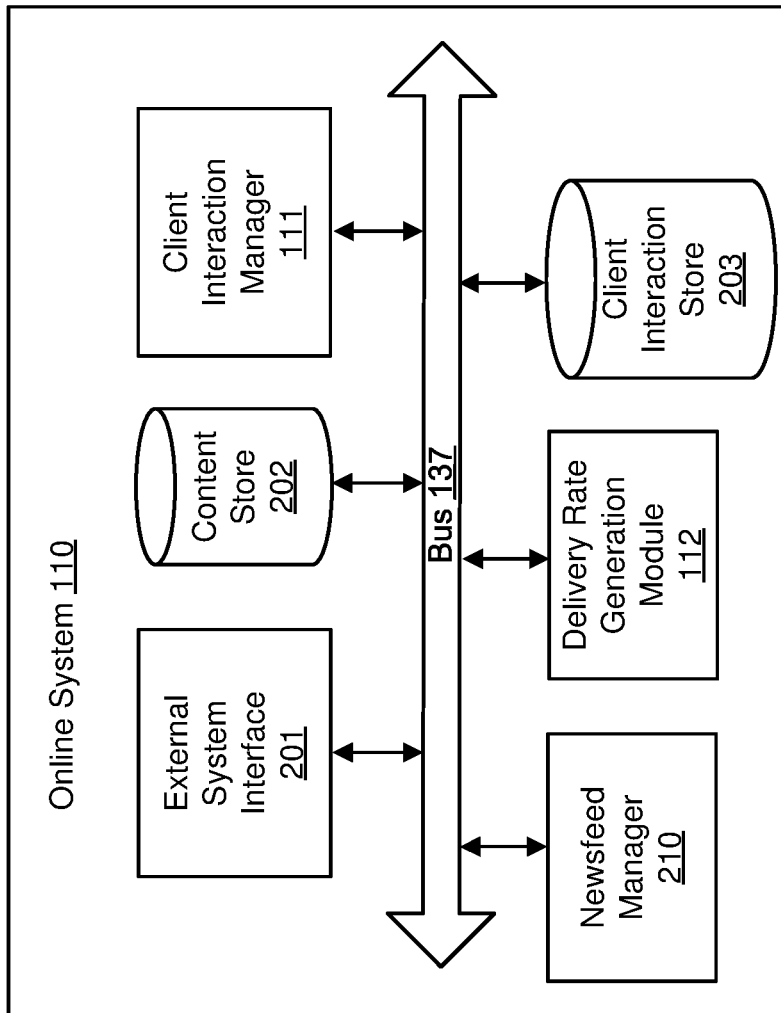 Online System 110
External
System
Interface
201
Content
Store
202
Client
Interaction
Manager
111
Bus 137
Newsfeed
Manager
210
Delivery Rate
Generation
Module
112
Client
Interaction
Store
203